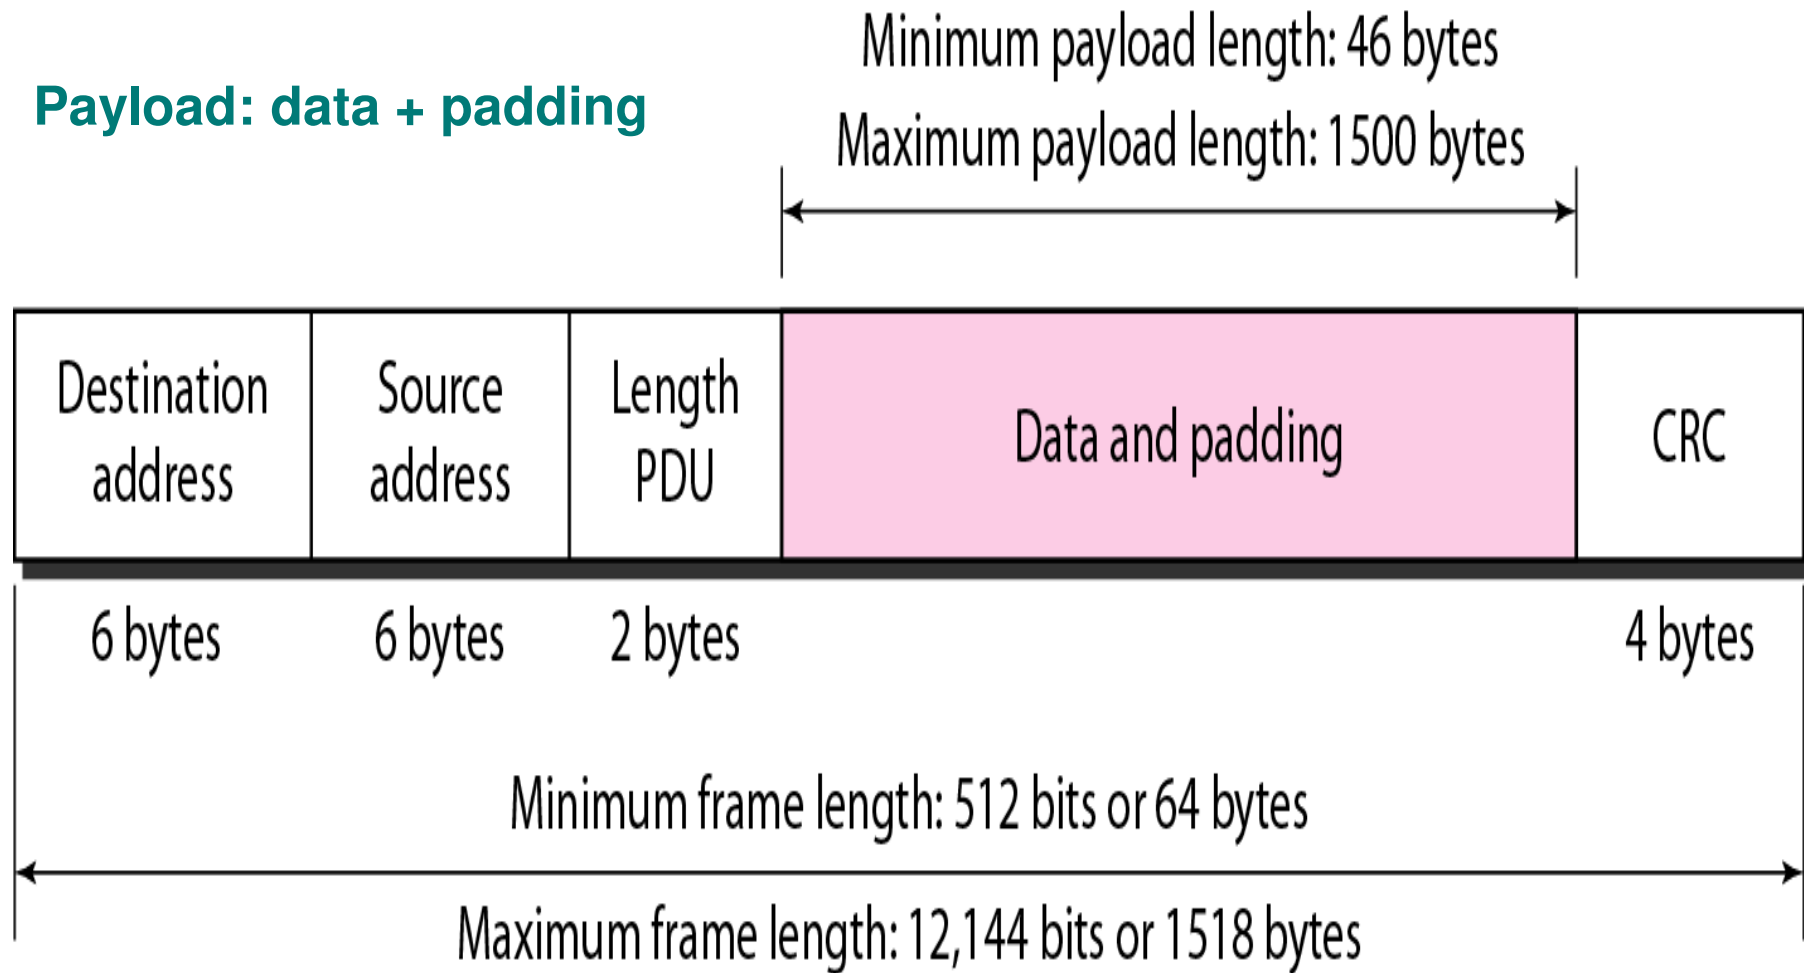 Minimum payload length: 46 bytes
Payload: data + padding
Maximum payload length: 1500 bytes
Destination
address
Source
address
Length
PDU
Data and padding
CRC
6 bytes
6 bytes
2 bytes
4 bytes
Minimum frame length: 512 bits or 64 bytes
Maximum frame length: 12,144 bits or 1518 bytes